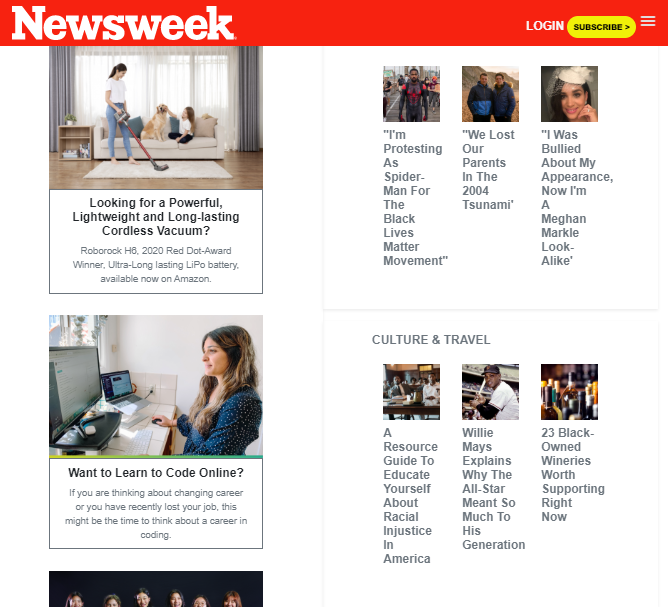 Newsweek
LOGIN
SUBSCRIBE >
Looking for a Powerful,
Lightweight and Long-lasting
Cordless Vacuum?
Roborock H6, 2020 Red Dot-Award
Winner, Ultra-Long lasting LiPo battery,
available now on Amazon.
Want to Learn to Code Online?
If you are thinking about changing career
or you have recently lost your job, this
might be the time to think about a career in
coding.
"I'm
Protesting
As
Spider-
Man For
The
Black
Lives
Matter
Movement"
"We Lost
Our
Parents
In The
2004
Tsunami'
"I Was
Bullied
About My
Appearance,
Now I'm
A
Meghan
Markle
Look-
Alike'
CULTURE & TRAVEL
A
Resource
Guide To
Educate
Yourself
About
Racial
Injustice
In
America
Willie
Mays
Explains
Why The
All-Star
Meant So
Much To
His
Generation
23 Black-
Owned
Wineries
Worth
Supporting
Right
Now